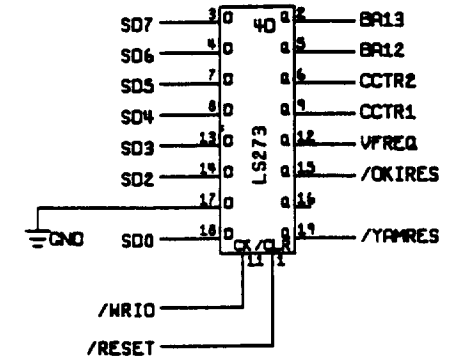 SD7 3 D 4D Q 2 BA13
SD6 4 D Q 5 BA12
SD5 7 D Q 6 CCTR2
SD4 8 D Q 9 CCTR1
SD3 13 D Q 12 VFREQ
SD2 14 D Q 15 /OKIRES
17 D Q 16
GND SD0 18 D Q 19 /YAMRES
LS273
CK /CLR
11 1
/WRIO
/RESET